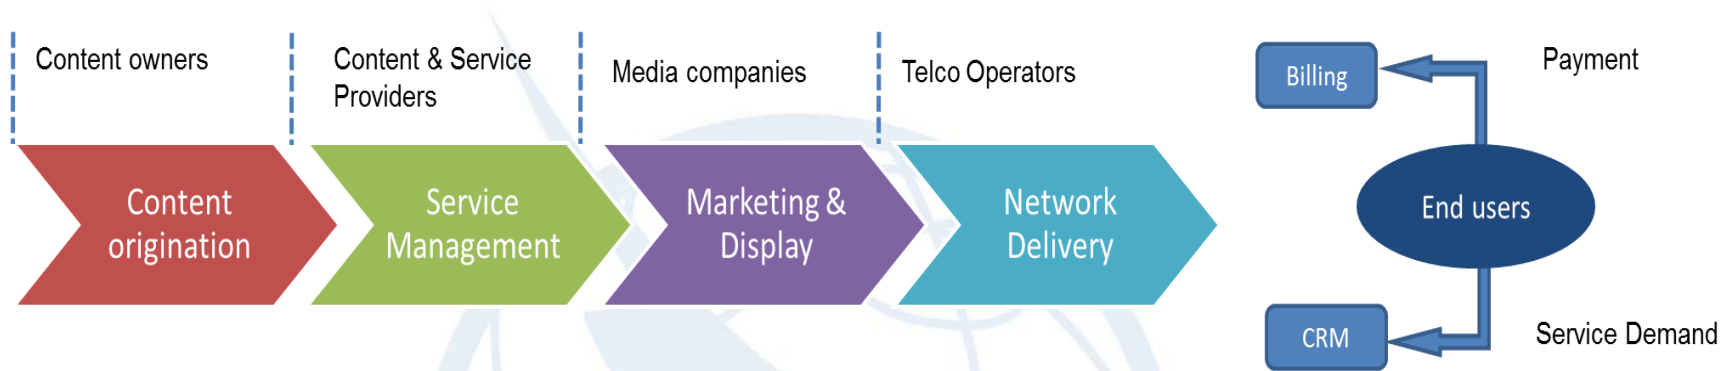 Content owners
Content & Service
Providers
Media companies
Telco Operators
Content
origination
Service
Management
Marketing &
Display
Network
Delivery
Billing
Payment
End users
CRM
Service Demand